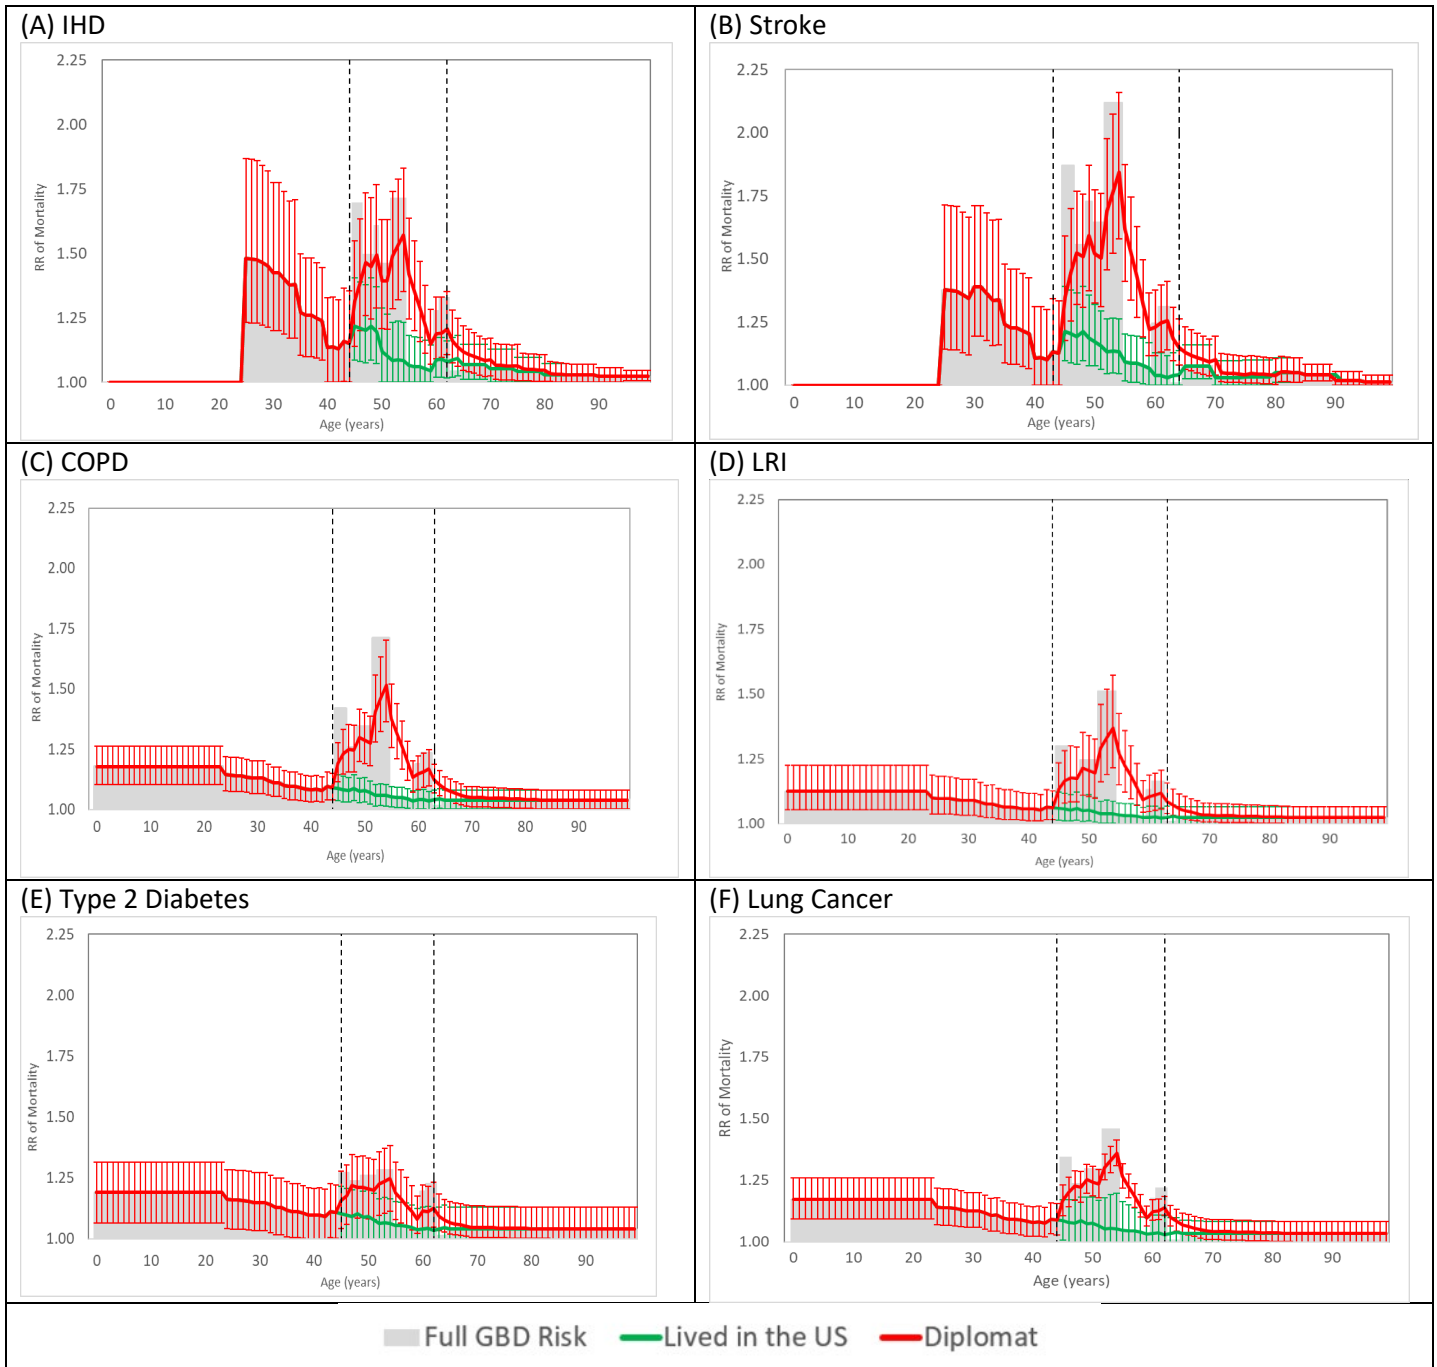 (A) IHD
2.25
2.00
1.75
1.50
1.25
1.00
RR of Mortality
0 10 20 30 40 50 60 70 80 90
Age (years)
(B) Stroke
2.25
2.00
1.75
1.50
1.25
1.00
RR of Mortality
0 10 20 30 40 50 60 70 80 90
Age (years)
(C) COPD
2.25
2.00
1.75
1.50
1.25
1.00
RR of Mortality
0 10 20 30 40 50 60 70 80 90
Age (years)
(D) LRI
2.25
2.00
1.75
1.50
1.25
1.00
RR of Mortality
0 10 20 30 40 50 60 70 80 90
Age (years)
(E) Type 2 Diabetes
2.25
2.00
1.75
1.50
1.25
1.00
RR of Mortality
0 10 20 30 40 50 60 70 80 90
Age (years)
(F) Lung Cancer
2.25
2.00
1.75
1.50
1.25
1.00
RR of Mortality
0 10 20 30 40 50 60 70 80 90
Age (years)
Full GBD Risk Lived in the US Diplomat